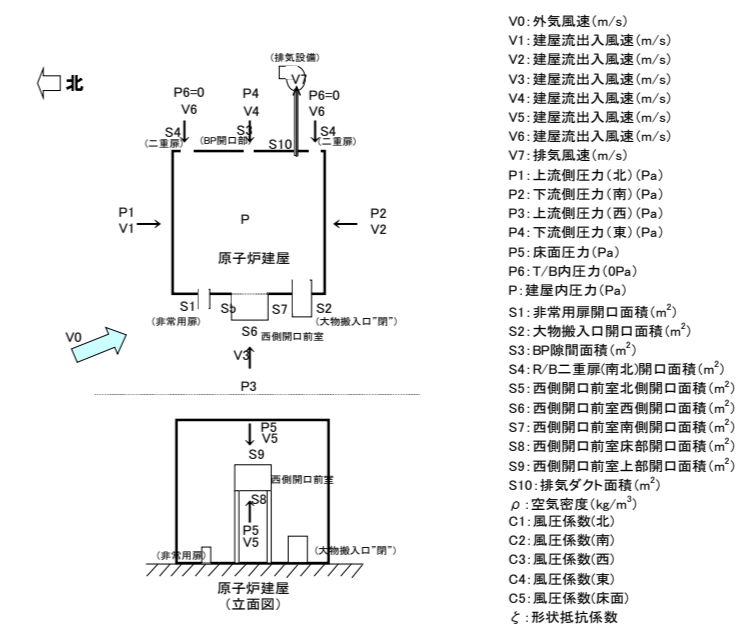 北
(排気設備)
V7
P6=0
V6
P4
V4
P6=0
V6
S4
(二重扉)
S3
(BP開口部)
S10
S4
(二重扉)
P1
V1
P
P2
V2
原子炉建屋
S1
(非常用扉)
S5
S7
S2
(大物搬入口"閉")
S6
西側開口前室
V0
V3
P3
P5
V5
S9
西側開口前室
S8
P5
V5
(非常用扉)
(大物搬入口"閉")
原子炉建屋
(立面図)
V0:外気風速(m/s)
V1:建屋流出入風速(m/s)
V2:建屋流出入風速(m/s)
V3:建屋流出入風速(m/s)
V4:建屋流出入風速(m/s)
V5:建屋流出入風速(m/s)
V6:建屋流出入風速(m/s)
V7:排気風速(m/s)
P1:上流側圧力(北)(Pa)
P2:下流側圧力(南)(Pa)
P3:上流側圧力(西)(Pa)
P4:下流側圧力(東)(Pa)
P5:床面圧力(Pa)
P6:T/B内圧力(0Pa)
P:建屋内圧力(Pa)
S1:非常用扉開口面積(m²)
S2:大物搬入口開口面積(m²)
S3:BP隙間面積(m²)
S4:R/B二重扉(南北)開口面積(m²)
S5:西側開口前室北側開口面積(m²)
S6:西側開口前室西側開口面積(m²)
S7:西側開口前室南側開口面積(m²)
S8:西側開口前室床部開口面積(m²)
S9:西側開口前室上部開口面積(m²)
S10:排気ダクト面積(m²)
ρ:空気密度(kg/m³)
C1:風圧係数(北)
C2:風圧係数(南)
C3:風圧係数(西)
C4:風圧係数(東)
C5:風圧係数(床面)
ζ:形状抵抗係数